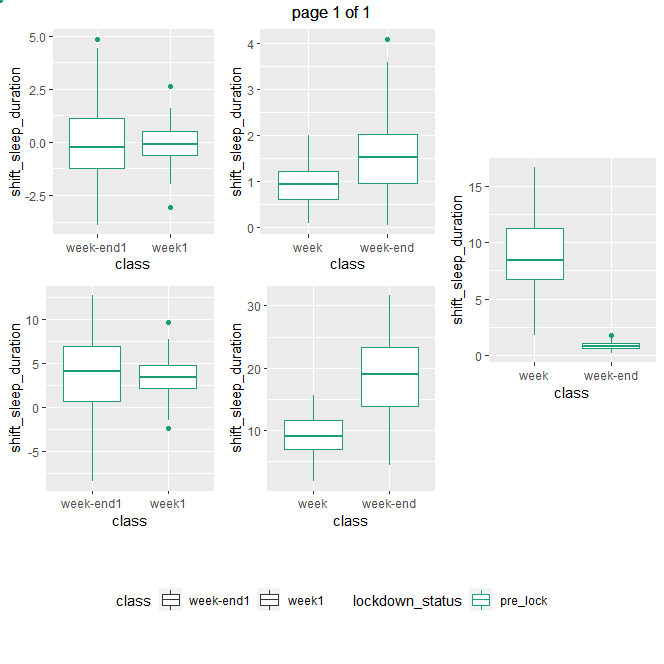 page 1 of 1
5.0
2.5
0.0
-2.5
shift_sleep_duration
week-end1 week1
class
4
3
2
1
0
shift_sleep_duration
week week-end
class
15
10
5
0
shift_sleep_duration
week week-end
class
10
5
0
-5
shift_sleep_duration
week-end1 week1
class
30
20
10
shift_sleep_duration
week week-end
class
class week-end1 week1 lockdown_status pre_lock